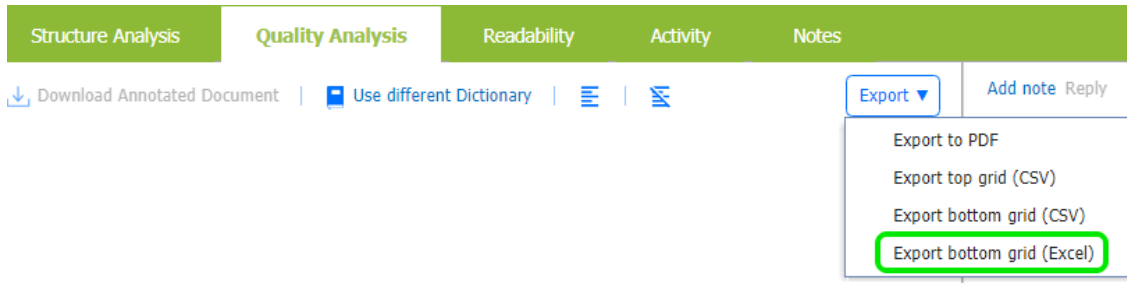 Structure Analysis Quality Analysis Readability Activity Notes
Download Annotated Document | Use different Dictionary | | Export ▼ Add note Reply
Export to PDF
Export top grid (CSV)
Export bottom grid (CSV)
Export bottom grid (Excel)